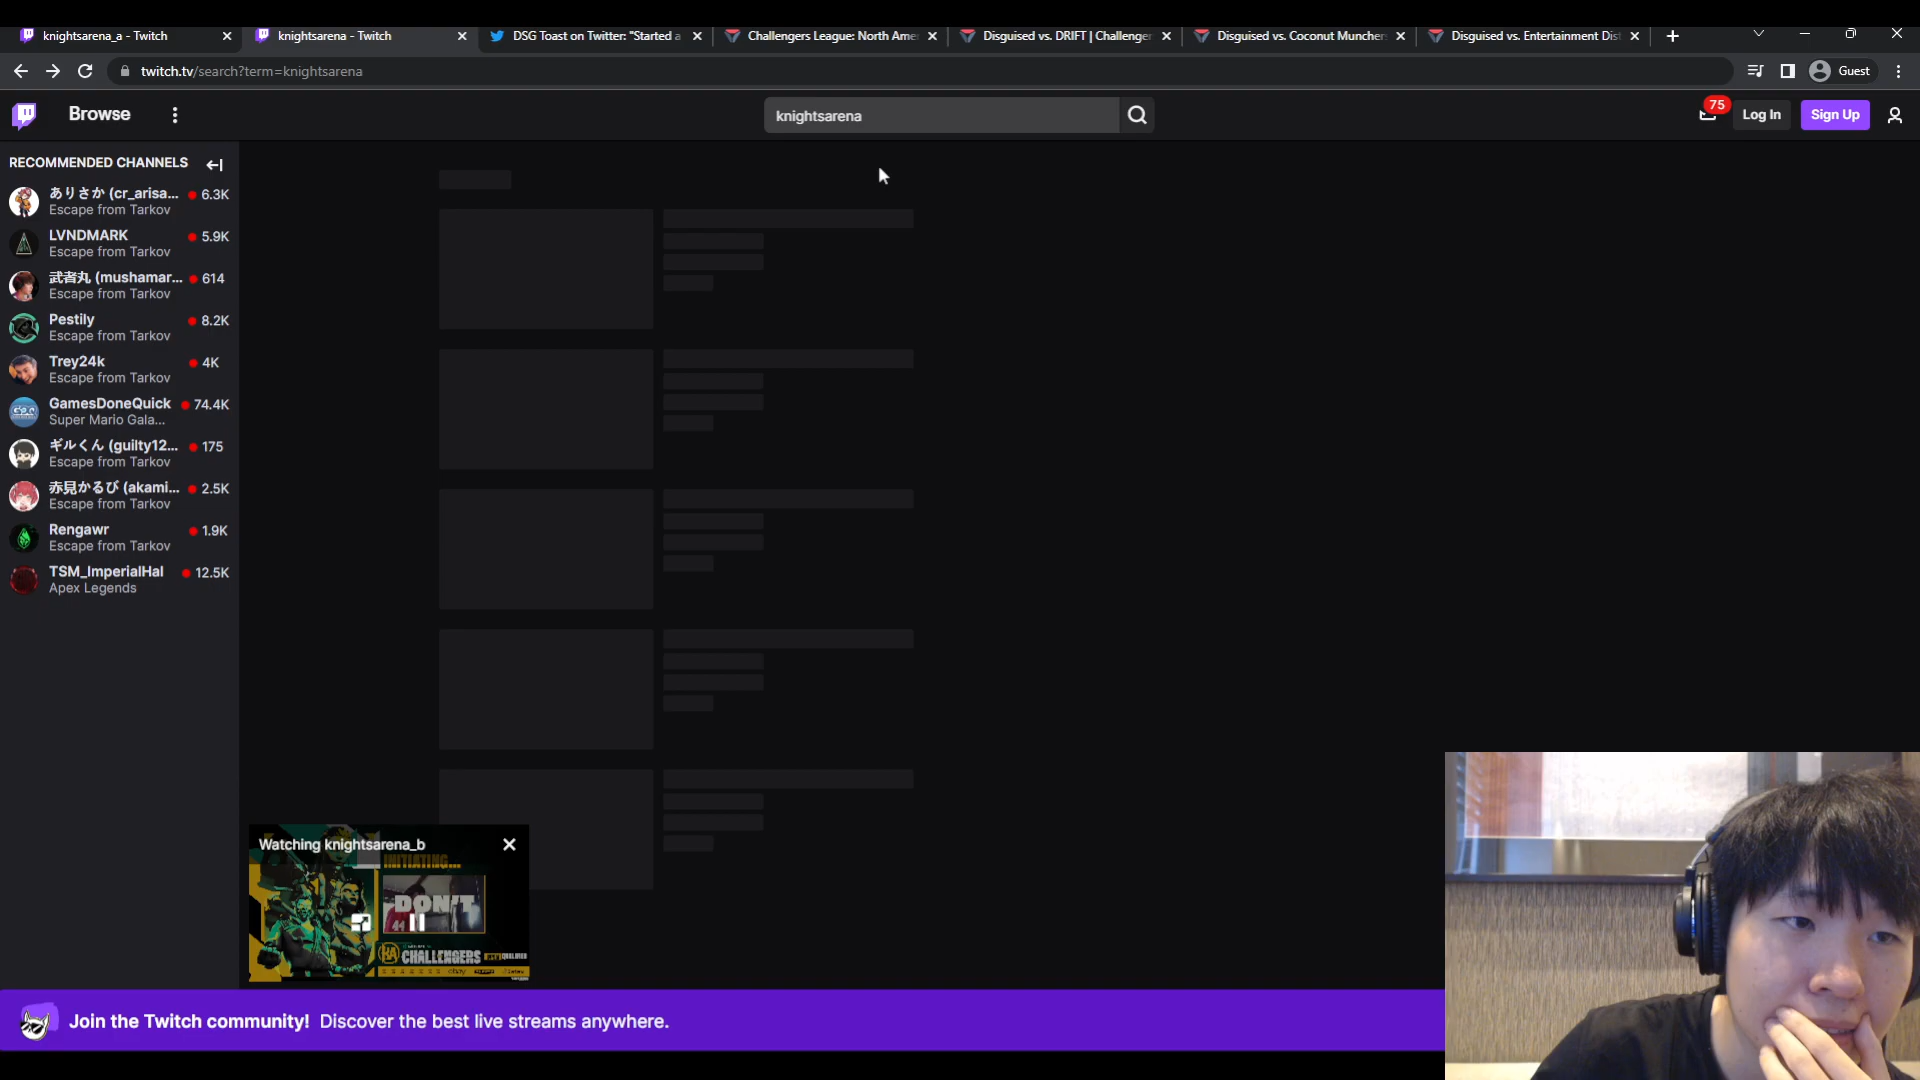 knightsarena_a - Twitch
knightsarena - Twitch
DSG Toast on Twitter: "Started a
Challengers League: North Ame
Disguised vs. DRIFT | Challenger
Disguised vs. Coconut Muncher
Disguised vs. Entertainment Dist
twitch.tv/search?term=knightsarena
Guest
Browse
knightsarena
75
Log In
Sign Up
RECOMMENDED CHANNELS
ありさか (cr_arisa... 6.3K
Escape from Tarkov
LVNDMARK 5.9K
Escape from Tarkov
武者丸 (mushamar... 614
Escape from Tarkov
Pestily 8.2K
Escape from Tarkov
Trey24k 4K
Escape from Tarkov
GamesDoneQuick 74.4K
Super Mario Gala...
ギルくん (guilty12... 175
Escape from Tarkov
赤見かるび (akami... 2.5K
Escape from Tarkov
Rengawr 1.9K
Escape from Tarkov
TSM_ImperialHal 12.5K
Apex Legends
Watching knightsarena_b
INITIATING...
DON'T
CHALLENGERS
Join the Twitch community! Discover the best live streams anywhere.